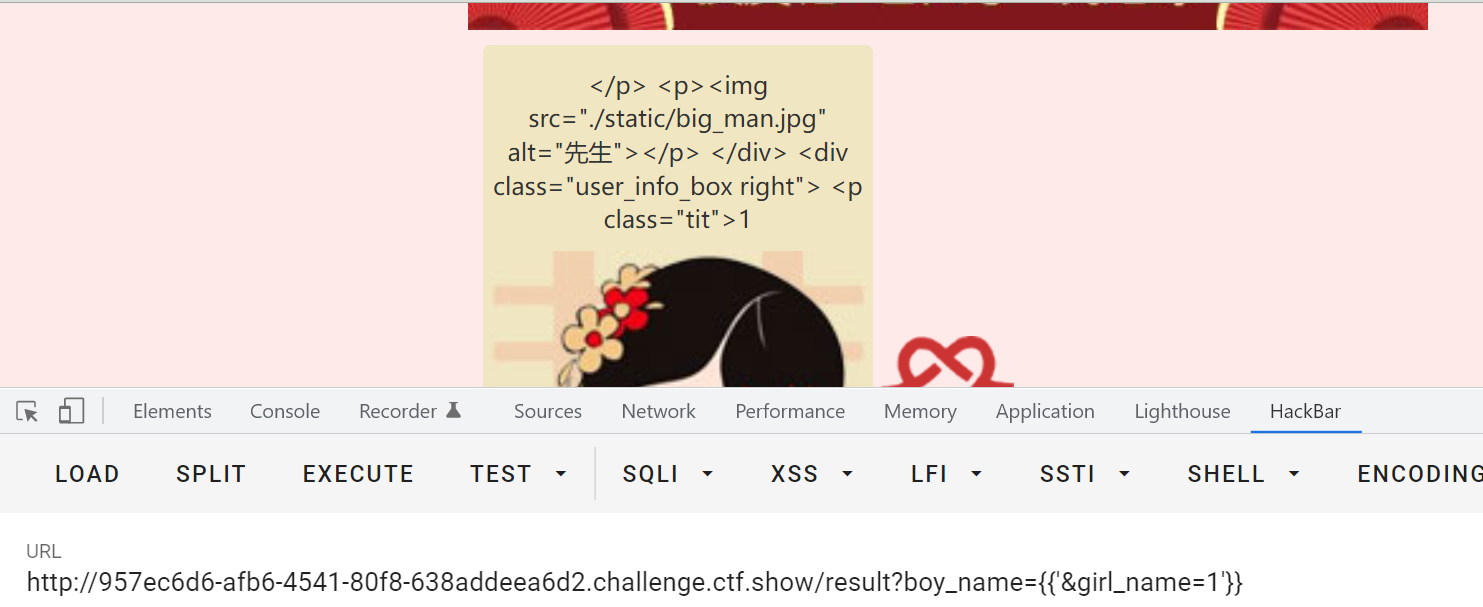 </p> <p><img
src="./static/big_man.jpg"
alt="先生"></p> </div> <div
class="user_info_box right"> <p
class="tit">1
Elements Console Recorder Sources Network Performance Memory Application Lighthouse HackBar
LOAD SPLIT EXECUTE TEST SQLI XSS LFI SSTI SHELL ENCODING
URL
http://957ec6d6-afb6-4541-80f8-638addeea6d2.challenge.ctf.show/result?boy_name={{'&girl_name=1'}}